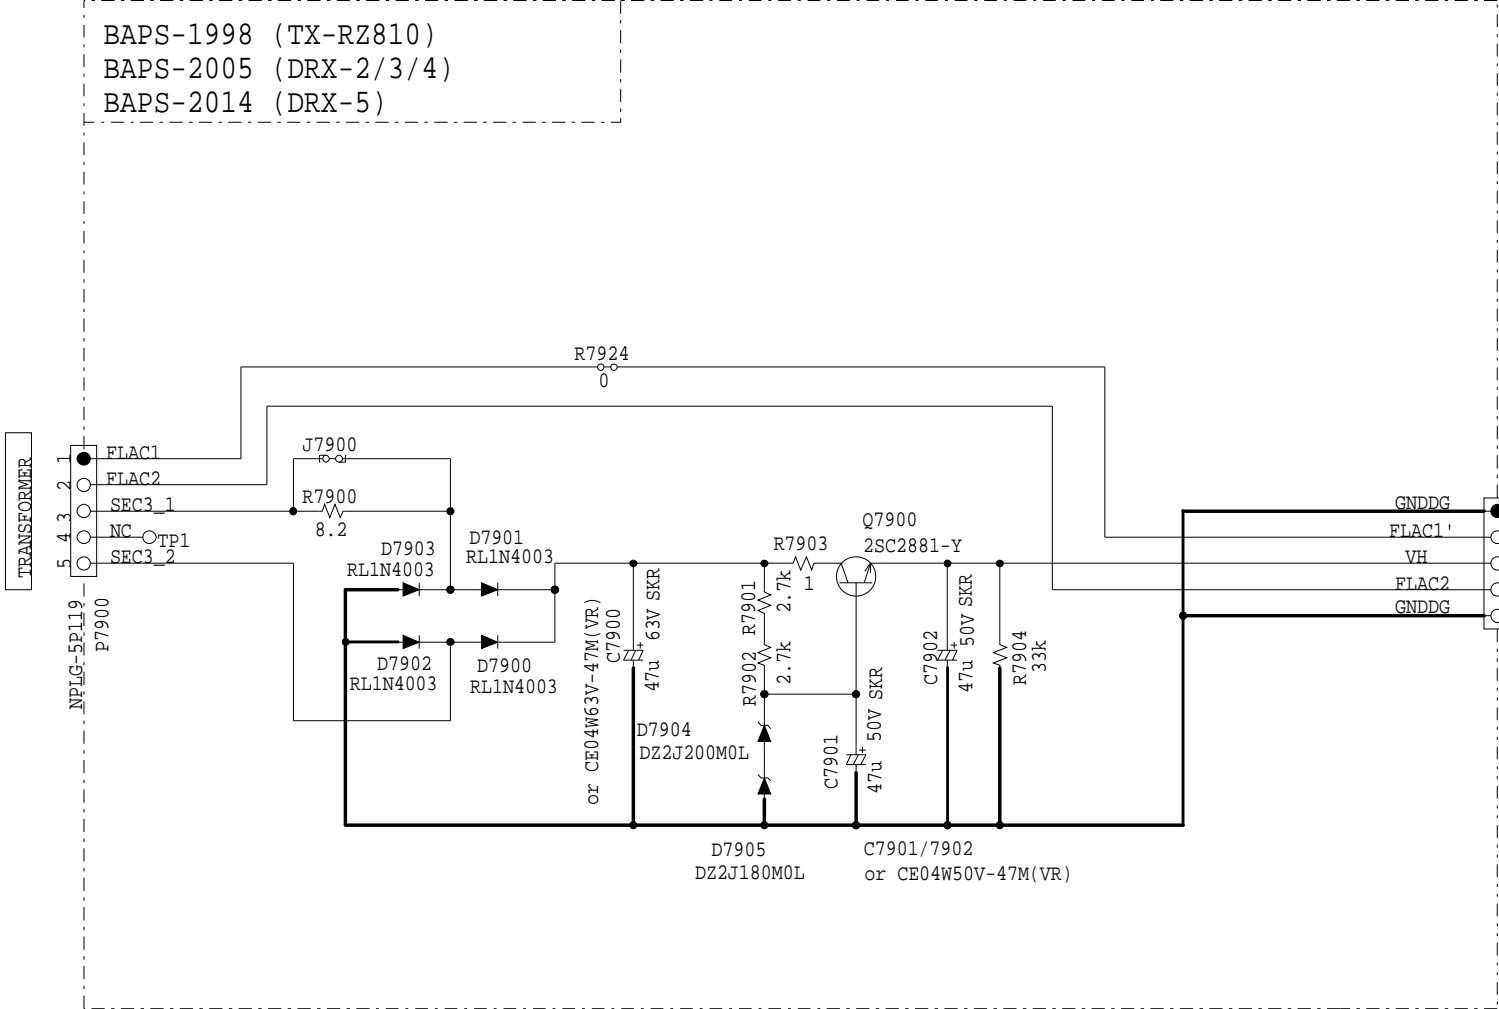 BAPS-1998 (TX-RZ810)
BAPS-2005 (DRX-2/3/4)
BAPS-2014 (DRX-5)
R7924
0
TRANSFORMER
1
2
3
4
5
FLAC1
FLAC2
SEC3_1
NC
TP1
SEC3_2
NPLG-5P119
P7900
J7900
R7900
8.2
D7903
RL1N4003
D7901
RL1N4003
D7902
RL1N4003
D7900
RL1N4003
or CE04W63V-47M(VR)
C7900
47u
63V SKR
+
R7901
2.7k
R7902
2.7k
R7903
1
Q7900
2SC2881-Y
D7904
DZ2J200M0L
C7901
47u
50V SKR
+
C7902
47u
50V SKR
+
R7904
33k
D7905
DZ2J180M0L
C7901/7902
or CE04W50V-47M(VR)
GNDDG
FLAC1'
VH
FLAC2
GNDDG